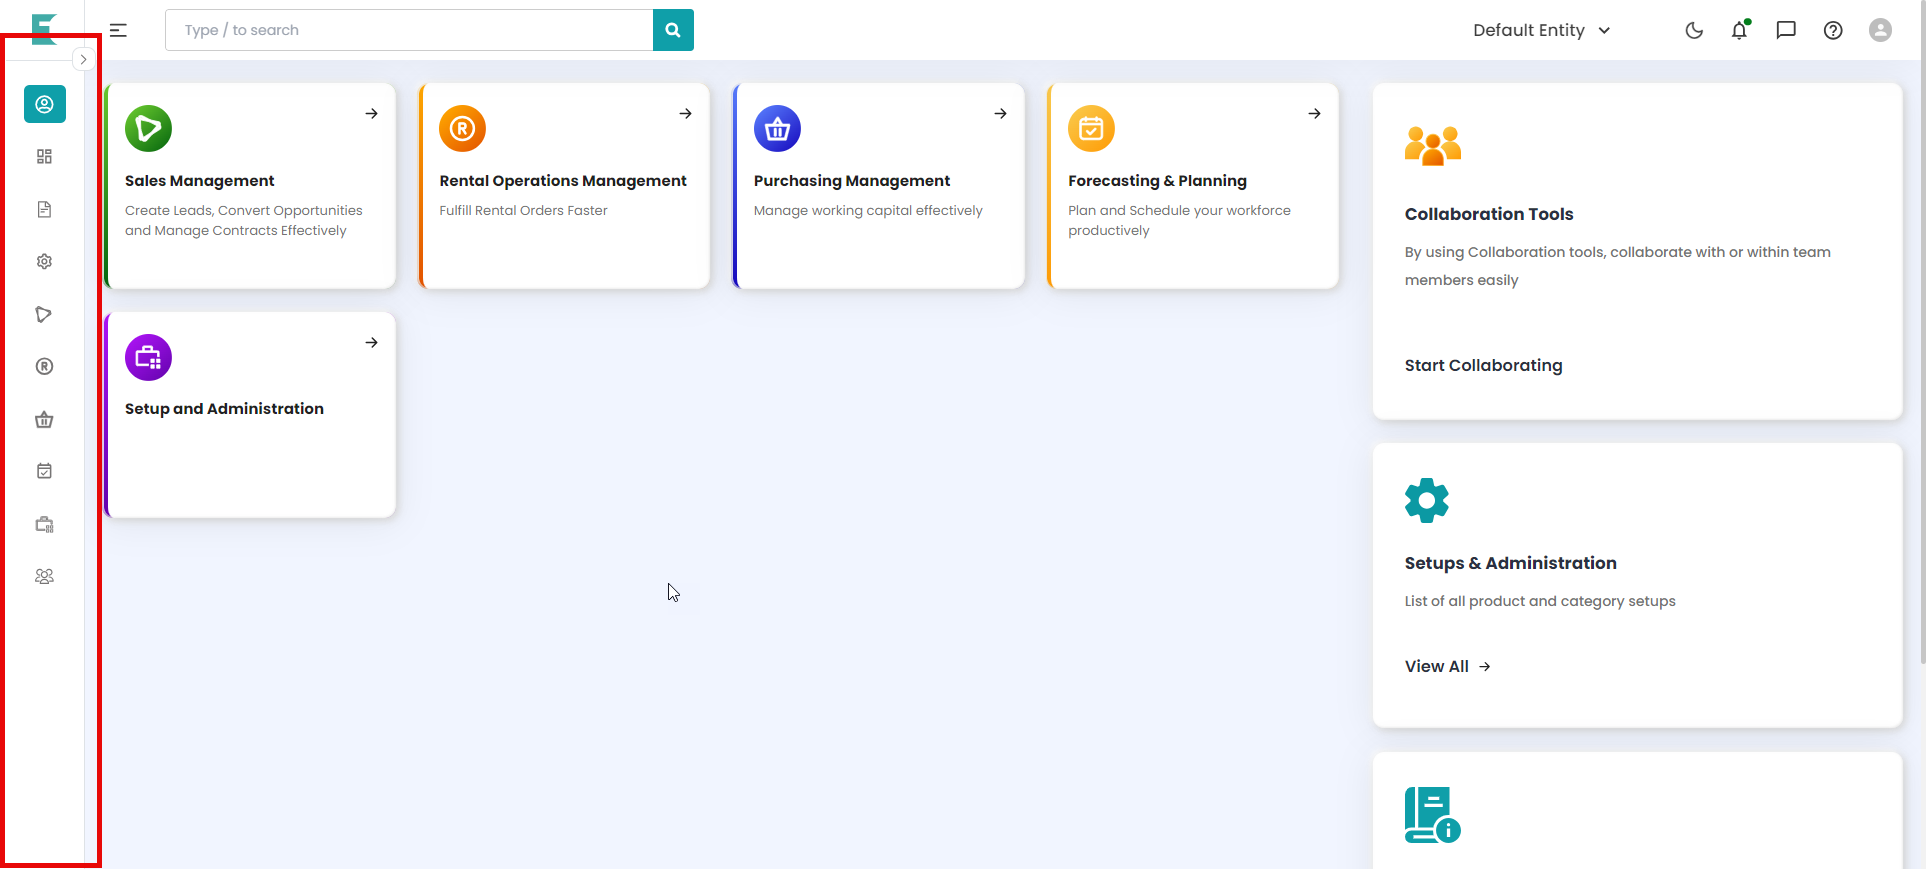 Type / to search
Default Entity
Sales Management
Create Leads, Convert Opportunities
and Manage Contracts Effectively
Rental Operations Management
Fulfill Rental Orders Faster
Purchasing Management
Manage working capital effectively
Forecasting & Planning
Plan and Schedule your workforce
productively
Setup and Administration
Collaboration Tools
By using Collaboration tools, collaborate with or within team
members easily
Start Collaborating
Setups & Administration
List of all product and category setups
View All